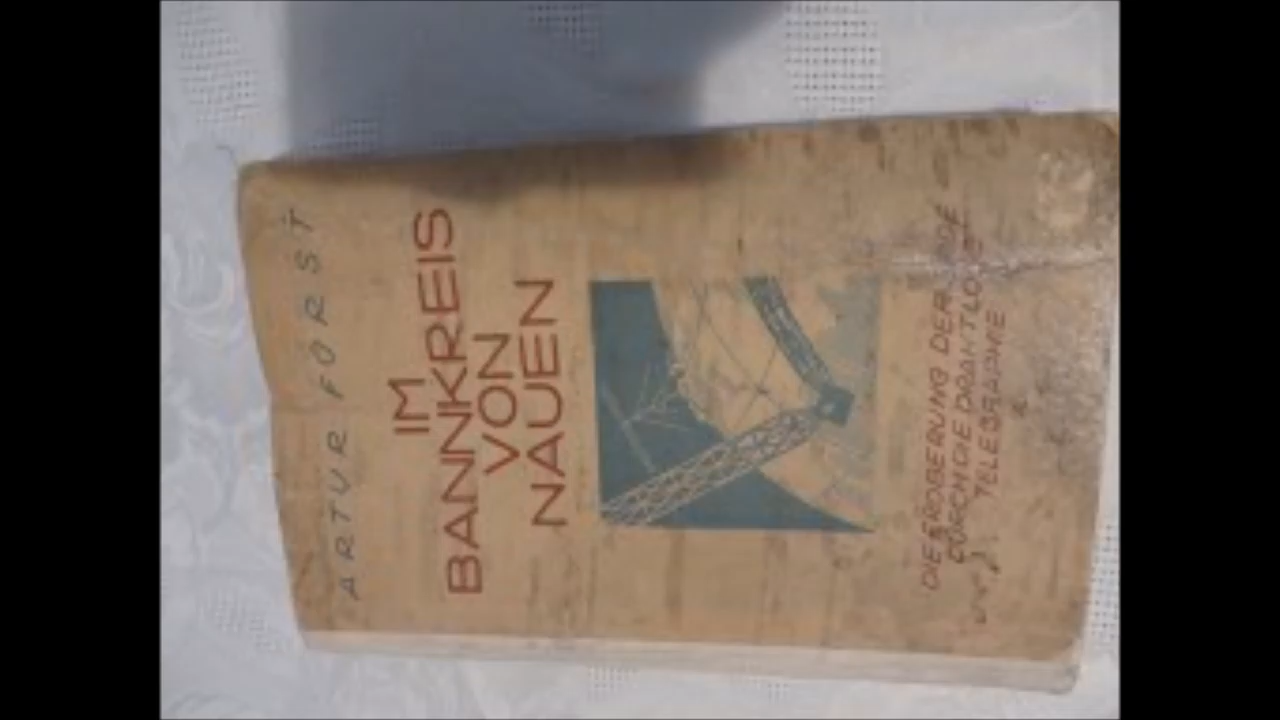 ARTUR FÜRST
IM
BANNKREIS
VON
NAUEN
DIE EROBERUNG DER ERDE
DURCH DIE DRAHTLOSE
TELEGRAPHIE